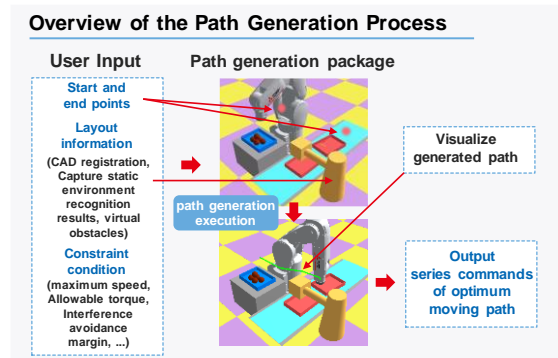 Overview of the Path Generation Process
User Input
Path generation package
Start and
end points
Layout
information
(CAD registration,
Capture static
environment
recognition
results, virtual
obstacles)
Constraint
condition
(maximum speed,
Allowable torque,
Interference
avoidance
margin, ...)
path generation
execution
Visualize
generated path
Output
series commands
of optimum
moving path